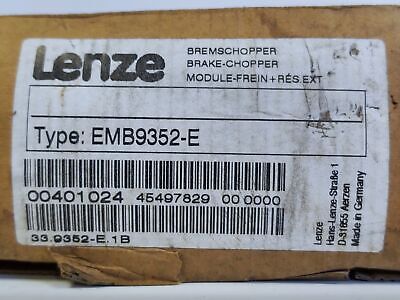 Lenze
BREMSCHOPPER
BRAKE-CHOPPER
MODULE-FREIN+RÉS.EXT
Type: EMB9352-E
00401024 45497829 00 0000
33.9352-E.1B
Lenze
Hans-Lenze-Straße 1
D-31855 Aerzen
Made in Germany